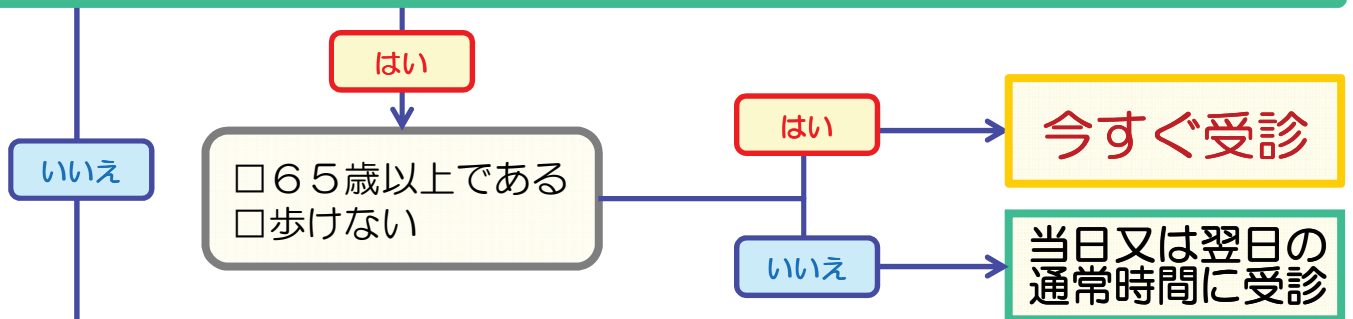 はい
いいえ
□６５歳以上である
□歩けない
はい
今すぐ受診
いいえ
当日又は翌日の
通常時間に受診